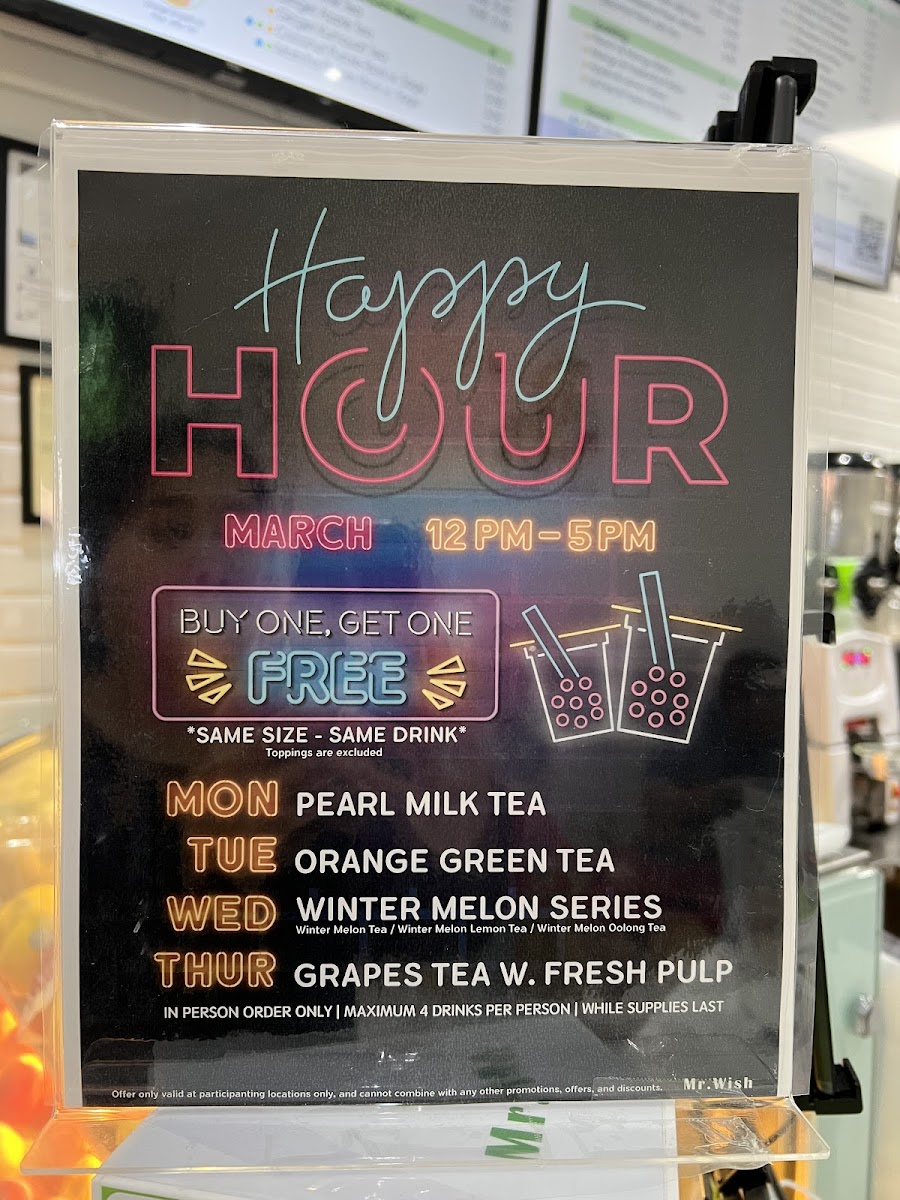 Happy
HOUR
MARCH 12 PM – 5 PM
BUY ONE, GET ONE
FREE
*SAME SIZE - SAME DRINK*
Toppings are excluded
MON PEARL MILK TEA
TUE ORANGE GREEN TEA
WED WINTER MELON SERIES
Winter Melon Tea / Winter Melon Lemon Tea / Winter Melon Oolong Tea
THUR GRAPES TEA W. FRESH PULP
IN PERSON ORDER ONLY | MAXIMUM 4 DRINKS PER PERSON | WHILE SUPPLIES LAST
Offer only valid at participanting locations only, and cannot combine with any other promotions, offers, and discounts. Mr.Wish
Mr.